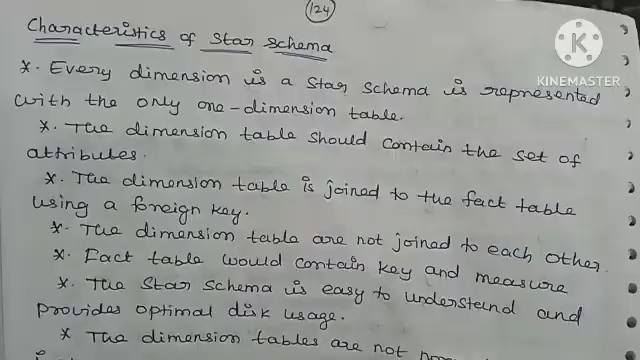 124
Characteristics of Star Schema
*. Every dimension is a star schema is represented
with the only one-dimension table.
*. The dimension table should contain the set of
attributes.
*. The dimension table is joined to the fact table
using a foreign key.
*. The dimension table are not joined to each other.
*. Fact table would contain key and measure
*. The Star schema is easy to understand and
provides optimal disk usage.
* The dimension tables are not
K
KINEMASTER